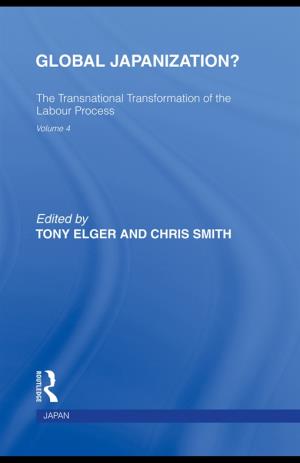 GLOBAL JAPANIZATION?
The Transnational Transformation of the
Labour Process
Volume 4
Edited by
TONY ELGER AND CHRIS SMITH
ROUTLEDGE
JAPAN